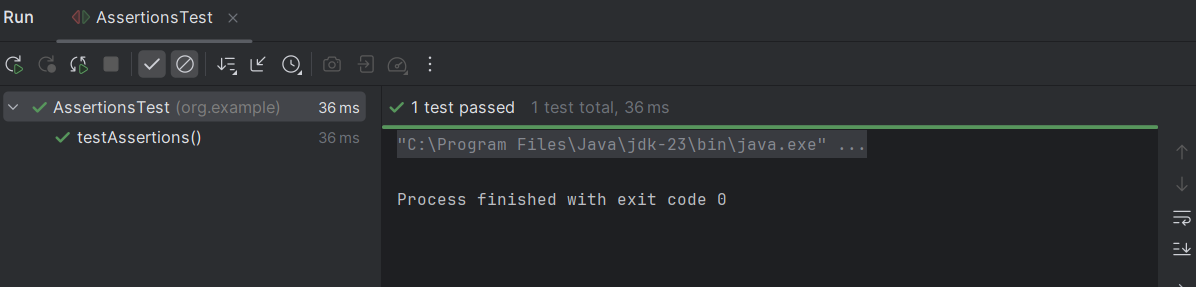 Run AssertionsTest
AssertionsTest (org.example) 36 ms
testAssertions() 36 ms
1 test passed 1 test total, 36 ms
"C:\Program Files\Java\jdk-23\bin\java.exe" ...
Process finished with exit code 0